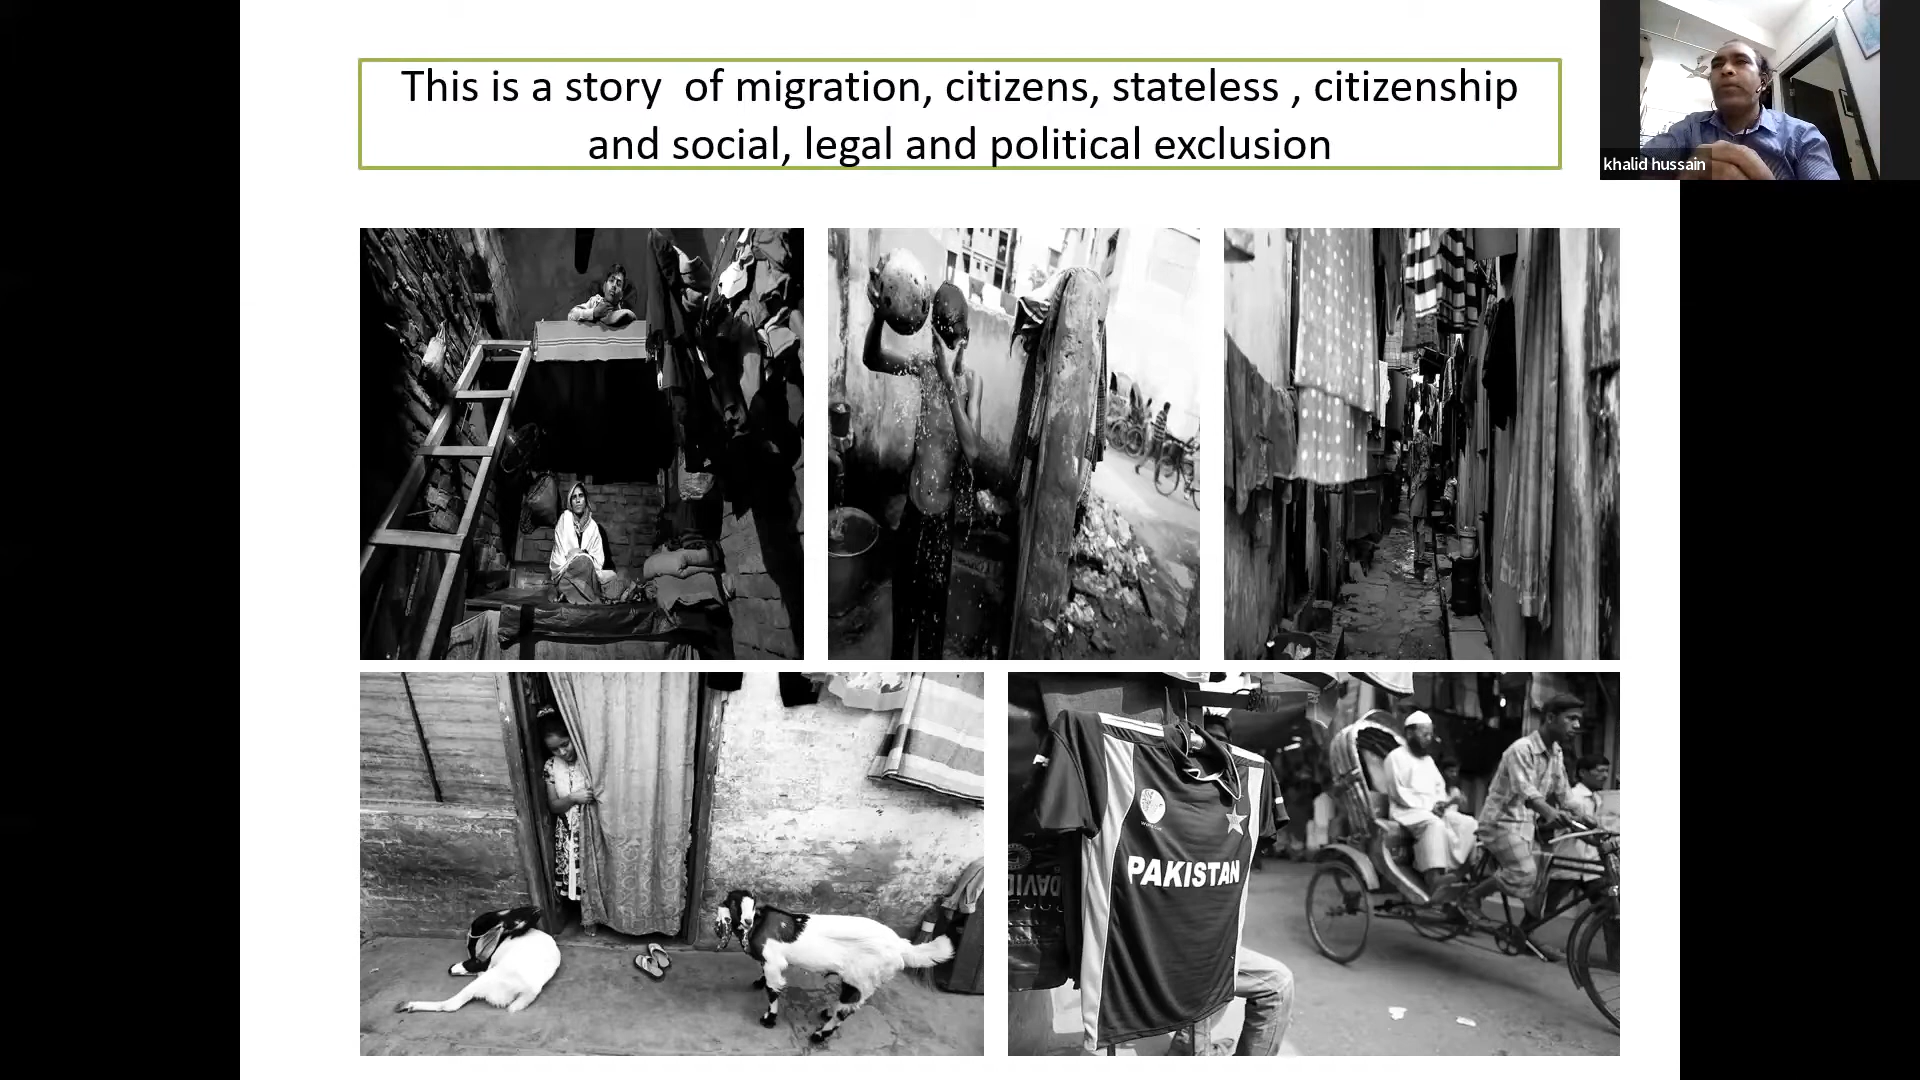 This is a story  of migration, citizens, stateless , citizenship
and social, legal and political exclusion
khalid hussain
PAKISTAN